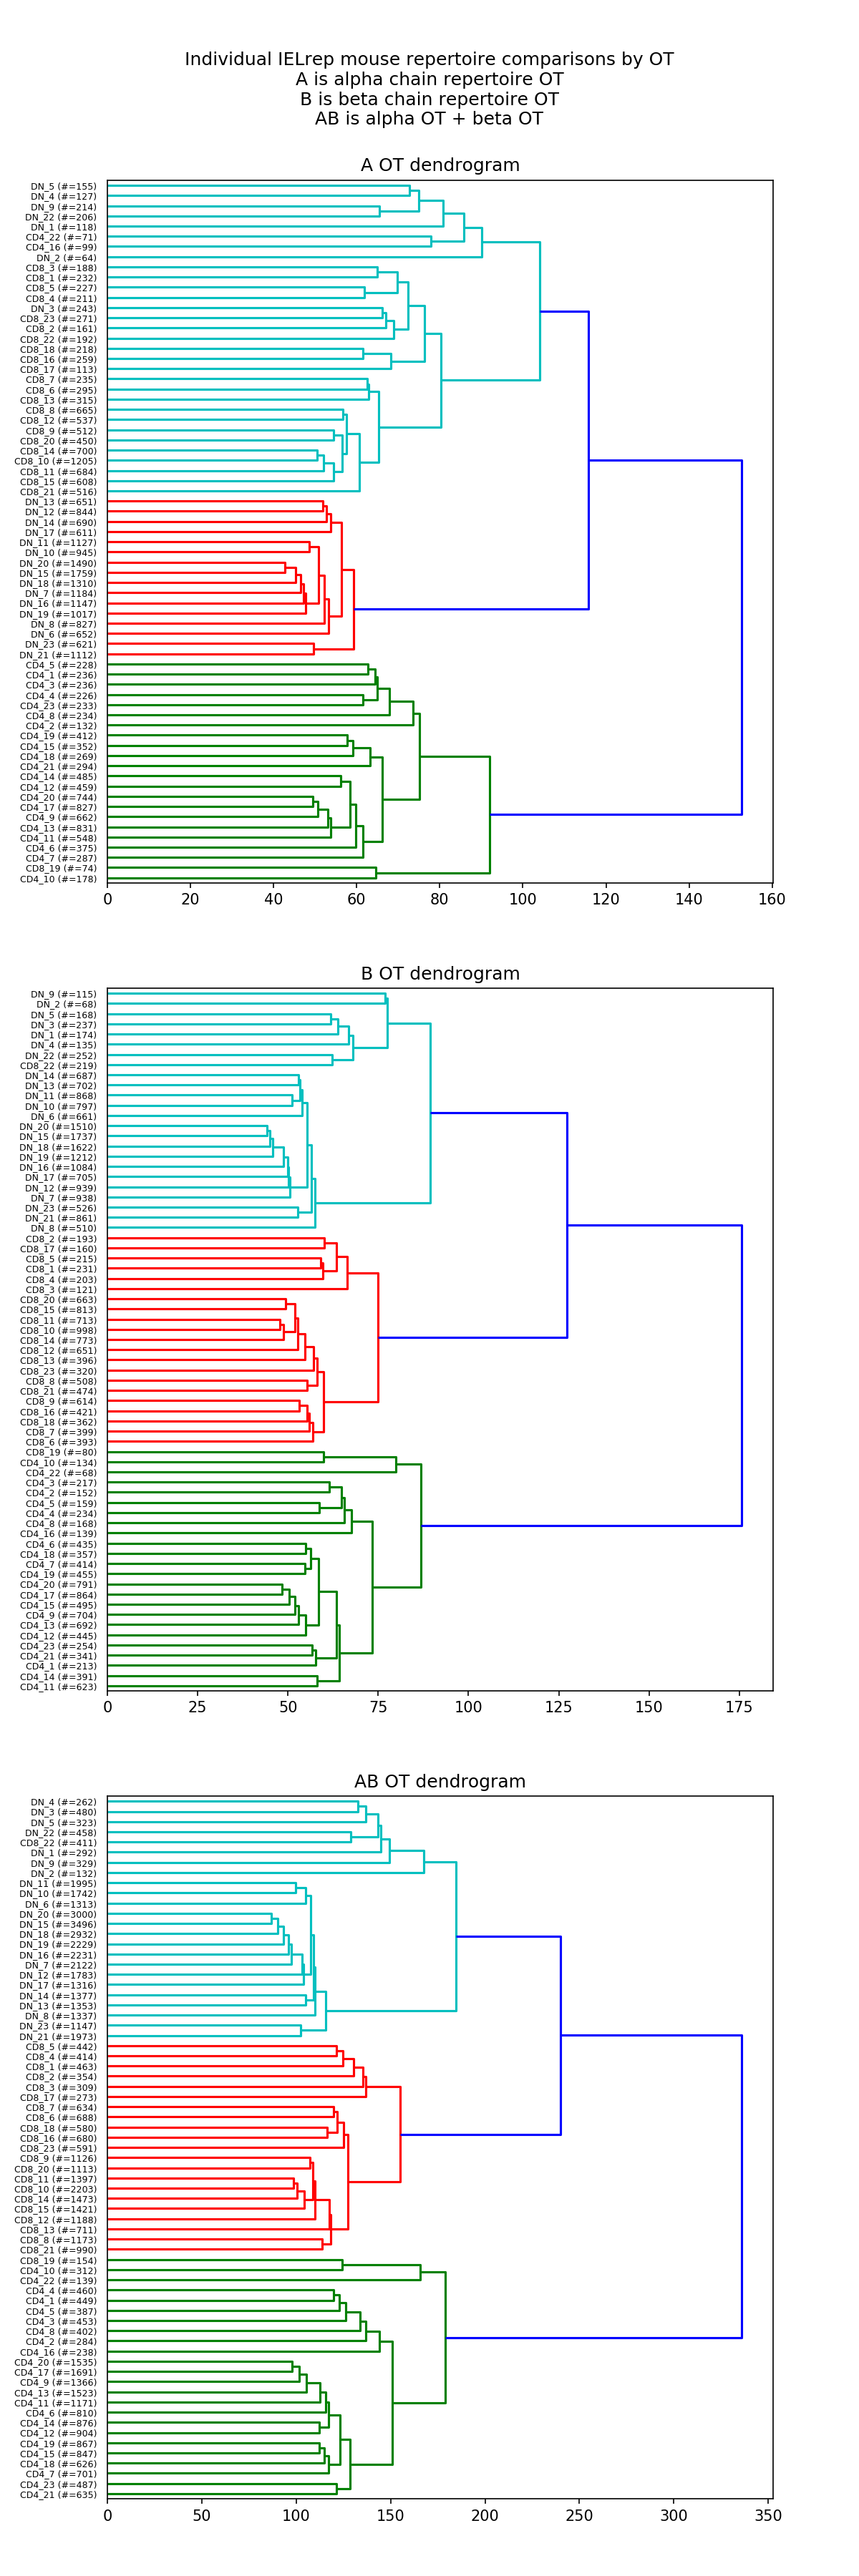 Individual IELrep mouse repertoire comparisons by OT
A is alpha chain repertoire OT
B is beta chain repertoire OT
AB is alpha OT + beta OT
A OT dendrogram
DN_5 (#=155)
DN_4 (#=127)
DN_9 (#=214)
DN_22 (#=206)
DN_1 (#=118)
CD4_22 (#=71)
CD4_16 (#=99)
DN_2 (#=64)
CD8_3 (#=188)
CD8_1 (#=232)
CD8_5 (#=227)
CD8_4 (#=211)
DN_3 (#=243)
CD8_23 (#=271)
CD8_2 (#=161)
CD8_22 (#=192)
CD8_18 (#=218)
CD8_16 (#=259)
CD8_17 (#=113)
CD8_7 (#=235)
CD8_6 (#=295)
CD8_13 (#=315)
CD8_8 (#=665)
CD8_12 (#=537)
CD8_9 (#=512)
CD8_20 (#=450)
CD8_14 (#=700)
CD8_10 (#=1205)
CD8_11 (#=684)
CD8_15 (#=608)
CD8_21 (#=516)
DN_13 (#=651)
DN_12 (#=844)
DN_14 (#=690)
DN_17 (#=611)
DN_11 (#=1127)
DN_10 (#=945)
DN_20 (#=1490)
DN_15 (#=1759)
DN_18 (#=1310)
DN_7 (#=1184)
DN_16 (#=1147)
DN_19 (#=1017)
DN_8 (#=827)
DN_6 (#=652)
DN_23 (#=621)
DN_21 (#=1112)
CD4_5 (#=228)
CD4_1 (#=236)
CD4_3 (#=236)
CD4_4 (#=226)
CD4_23 (#=233)
CD4_8 (#=234)
CD4_2 (#=132)
CD4_19 (#=412)
CD4_15 (#=352)
CD4_18 (#=269)
CD4_21 (#=294)
CD4_14 (#=485)
CD4_12 (#=459)
CD4_20 (#=744)
CD4_17 (#=827)
CD4_9 (#=662)
CD4_13 (#=831)
CD4_11 (#=548)
CD4_6 (#=375)
CD4_7 (#=287)
CD8_19 (#=74)
CD4_10 (#=178)
0 20 40 60 80 100 120 140 160
B OT dendrogram
DN_9 (#=115)
DN_2 (#=68)
DN_5 (#=168)
DN_3 (#=237)
DN_1 (#=174)
DN_4 (#=135)
DN_22 (#=252)
CD8_22 (#=219)
DN_14 (#=687)
DN_13 (#=702)
DN_11 (#=868)
DN_10 (#=797)
DN_6 (#=661)
DN_20 (#=1510)
DN_15 (#=1737)
DN_18 (#=1622)
DN_19 (#=1212)
DN_16 (#=1084)
DN_17 (#=705)
DN_12 (#=939)
DN_7 (#=938)
DN_23 (#=526)
DN_21 (#=861)
DN_8 (#=510)
CD8_2 (#=193)
CD8_17 (#=160)
CD8_5 (#=215)
CD8_1 (#=231)
CD8_4 (#=203)
CD8_3 (#=121)
CD8_20 (#=663)
CD8_15 (#=813)
CD8_11 (#=713)
CD8_10 (#=998)
CD8_14 (#=773)
CD8_12 (#=651)
CD8_13 (#=396)
CD8_23 (#=320)
CD8_8 (#=508)
CD8_21 (#=474)
CD8_9 (#=614)
CD8_16 (#=421)
CD8_18 (#=362)
CD8_7 (#=399)
CD8_6 (#=393)
CD8_19 (#=80)
CD4_10 (#=134)
CD4_22 (#=68)
CD4_3 (#=217)
CD4_2 (#=152)
CD4_5 (#=159)
CD4_4 (#=234)
CD4_8 (#=168)
CD4_16 (#=139)
CD4_6 (#=435)
CD4_18 (#=357)
CD4_7 (#=414)
CD4_19 (#=455)
CD4_20 (#=791)
CD4_17 (#=864)
CD4_15 (#=495)
CD4_9 (#=704)
CD4_13 (#=692)
CD4_12 (#=445)
CD4_23 (#=254)
CD4_21 (#=341)
CD4_1 (#=213)
CD4_14 (#=391)
CD4_11 (#=623)
0 25 50 75 100 125 150 175
AB OT dendrogram
DN_4 (#=262)
DN_3 (#=480)
DN_5 (#=323)
DN_22 (#=458)
CD8_22 (#=411)
DN_1 (#=292)
DN_9 (#=329)
DN_2 (#=132)
DN_11 (#=1995)
DN_10 (#=1742)
DN_6 (#=1313)
DN_20 (#=3000)
DN_15 (#=3496)
DN_18 (#=2932)
DN_19 (#=2229)
DN_16 (#=2231)
DN_7 (#=2122)
DN_12 (#=1783)
DN_17 (#=1316)
DN_14 (#=1377)
DN_13 (#=1353)
DN_8 (#=1337)
DN_23 (#=1147)
DN_21 (#=1973)
CD8_5 (#=442)
CD8_4 (#=414)
CD8_1 (#=463)
CD8_2 (#=354)
CD8_3 (#=309)
CD8_17 (#=273)
CD8_7 (#=634)
CD8_6 (#=688)
CD8_18 (#=580)
CD8_16 (#=680)
CD8_23 (#=591)
CD8_9 (#=1126)
CD8_20 (#=1113)
CD8_11 (#=1397)
CD8_10 (#=2203)
CD8_14 (#=1473)
CD8_15 (#=1421)
CD8_12 (#=1188)
CD8_13 (#=711)
CD8_8 (#=1173)
CD8_21 (#=990)
CD8_19 (#=154)
CD4_10 (#=312)
CD4_22 (#=139)
CD4_4 (#=460)
CD4_1 (#=449)
CD4_5 (#=387)
CD4_3 (#=453)
CD4_8 (#=402)
CD4_2 (#=284)
CD4_16 (#=238)
CD4_20 (#=1535)
CD4_17 (#=1691)
CD4_9 (#=1366)
CD4_13 (#=1523)
CD4_11 (#=1171)
CD4_6 (#=810)
CD4_14 (#=876)
CD4_12 (#=904)
CD4_19 (#=867)
CD4_15 (#=847)
CD4_18 (#=626)
CD4_7 (#=701)
CD4_23 (#=487)
CD4_21 (#=635)
0 50 100 150 200 250 300 350